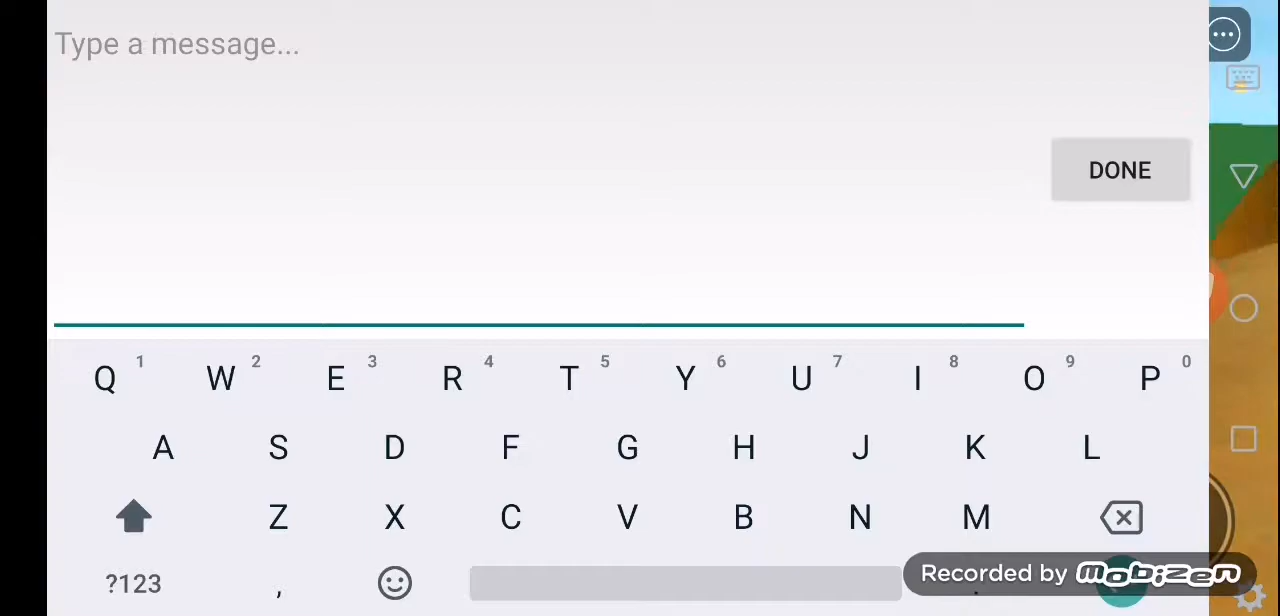 Type a message...
DONE
Q 1 W 2 E 3 R 4 T 5 Y 6 U 7 I 8 O 9 P 0
A S D F G H J K L
Z X C V B N M
?123 , .
Recorded by mobizen